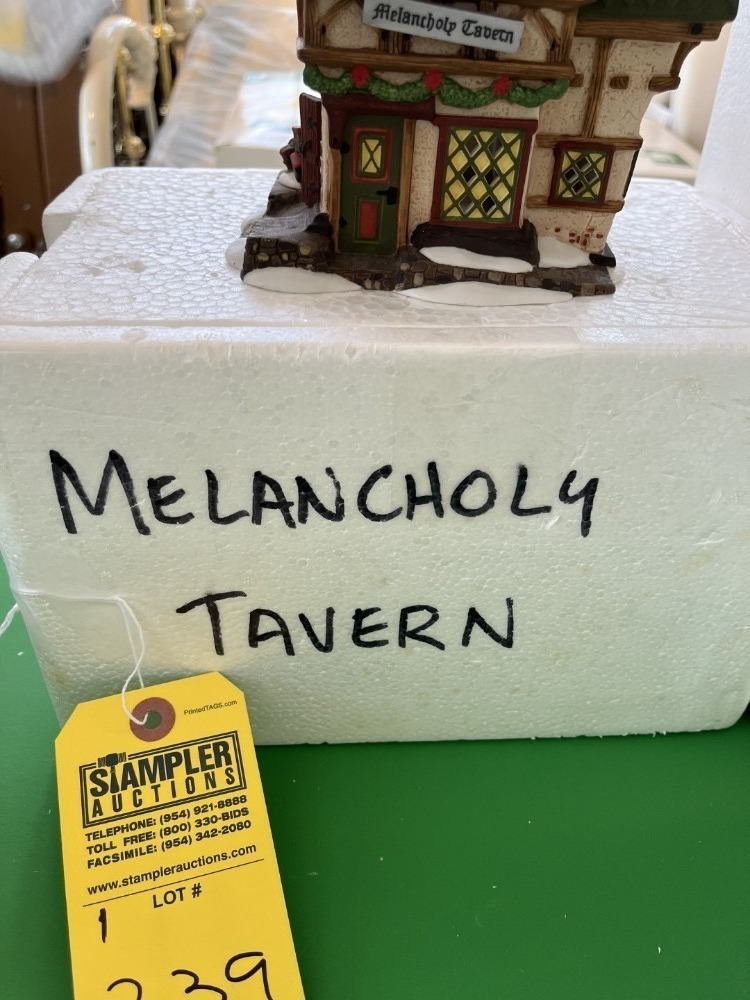 Melancholy Tavern
MELANCHOLY
TAVERN
PrintedTAGS.com
STAMPLER
AUCTIONS
TELEPHONE: (954) 921-8888
TOLL FREE: (800) 330-BIDS
FACSIMILE: (954) 342-2080
www.stamplerauctions.com
LOT #
1
239